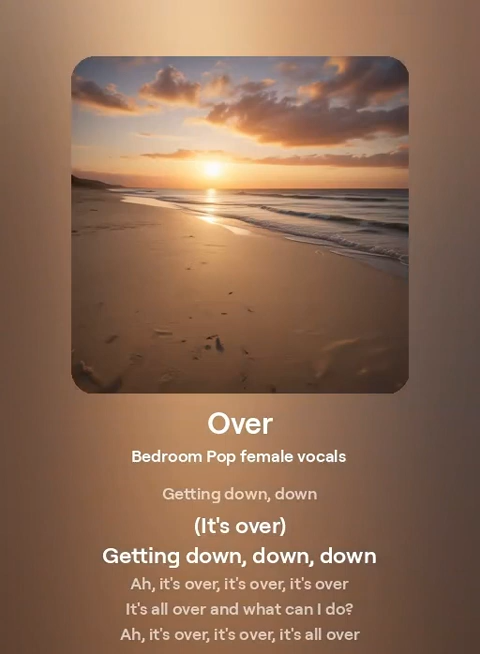 Over
Bedroom Pop female vocals
Getting down, down
(It's over)
Getting down, down, down
Ah, it's over, it's over, it's over
It's all over and what can I do?
Ah, it's over, it's over, it's all over